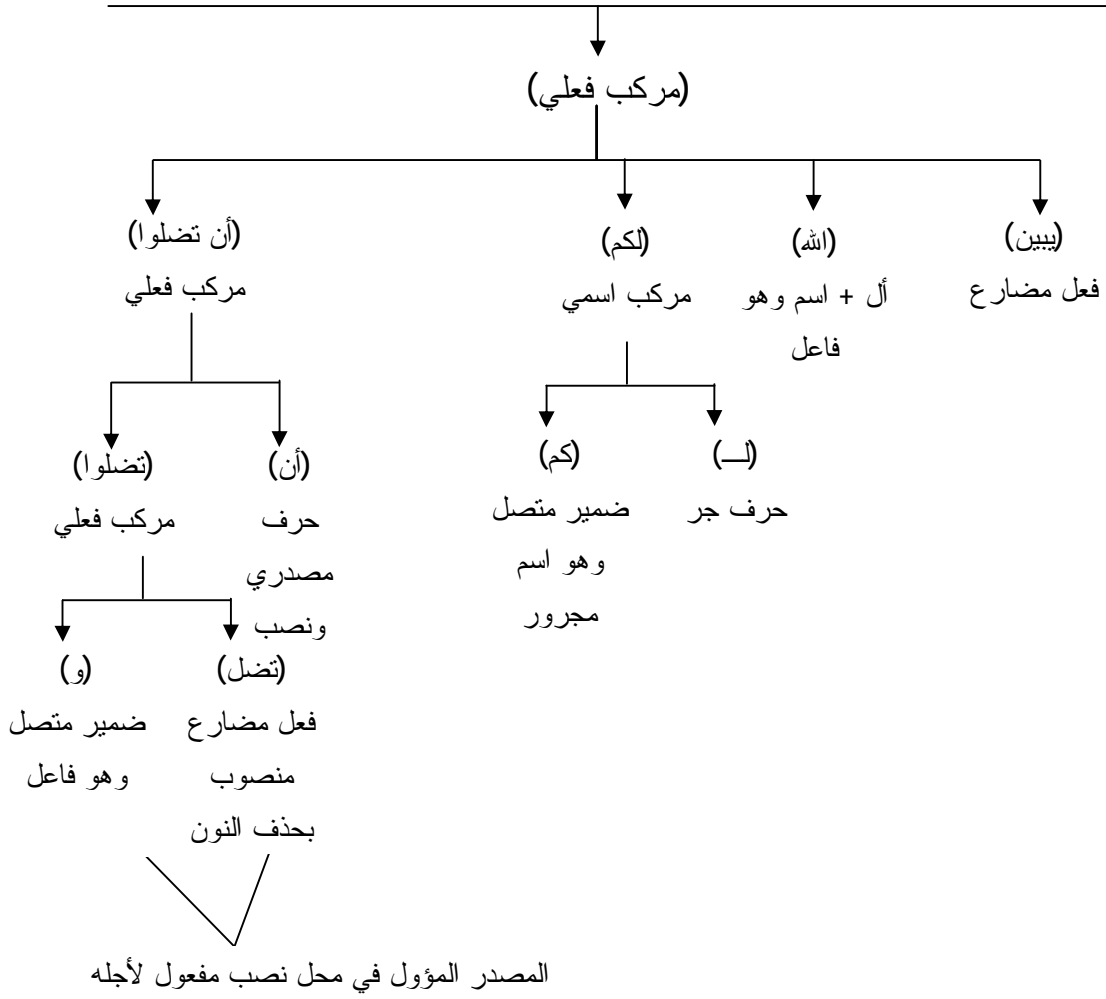 (مركب فعلي)
(يبين)
فعل مضارع
(الله)
أل + اسم وهو
فاعل
(لكم)
مركب اسمي
(أن تضلوا)
مركب فعلي
(لـــ)
حرف جر
(كم)
ضمير متصل
وهو اسم
مجرور
(أن)
حرف
مصدري
ونصب
(تضلوا)
مركب فعلي
(تضل)
فعل مضارع
منصوب
بحذف النون
(و)
ضمير متصل
وهو فاعل
المصدر المؤول في محل نصب مفعول لأجله